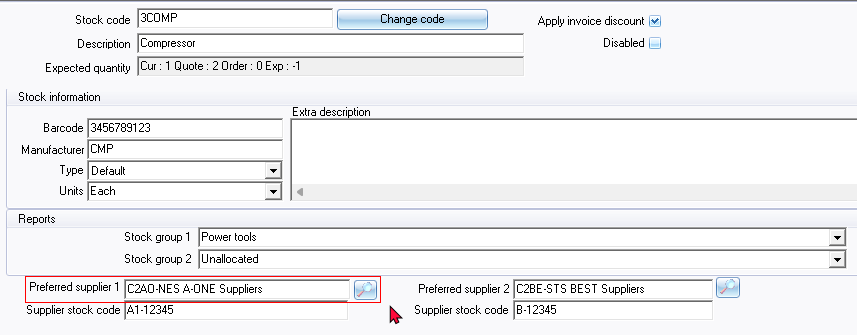 Stock code 3COMP Change code Apply invoice discount
Description Compressor Disabled
Expected quantity Cur : 1 Quote : 2 Order : 0 Exp : -1
Stock information
Extra description
Barcode 3456789123
Manufacturer CMP
Type Default
Units Each
Reports
Stock group 1 Power tools
Stock group 2 Unallocated
Preferred supplier 1 C2AO-NES A-ONE Suppliers Preferred supplier 2 C2BE-STS BEST Suppliers
Supplier stock code A1-12345 Supplier stock code B-12345